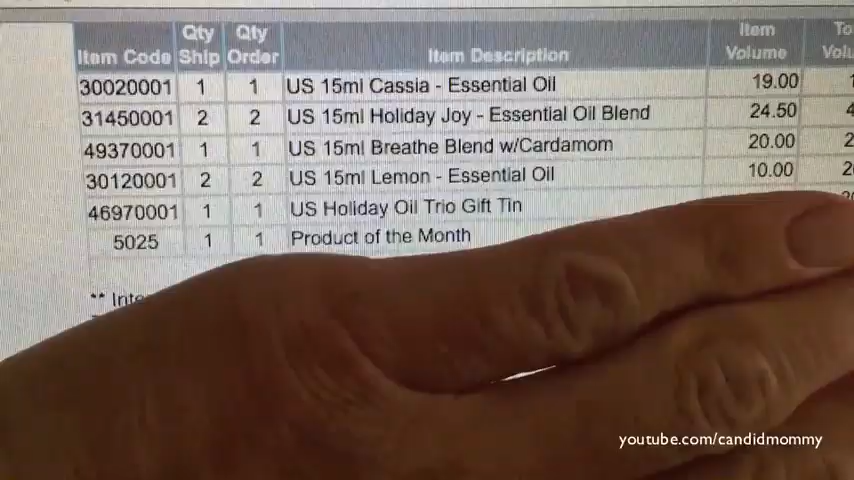 Item Code Qty Ship Qty Order Item Description Item Volume
30020001 1 1 US 15ml Cassia - Essential Oil 19.00
31450001 2 2 US 15ml Holiday Joy - Essential Oil Blend 24.50
49370001 1 1 US 15ml Breathe Blend w/Cardamom 20.00
30120001 2 2 US 15ml Lemon - Essential Oil 10.00
46970001 1 1 US Holiday Oil Trio Gift Tin
5025 1 1 Product of the Month
**
youtube.com/candidmommy